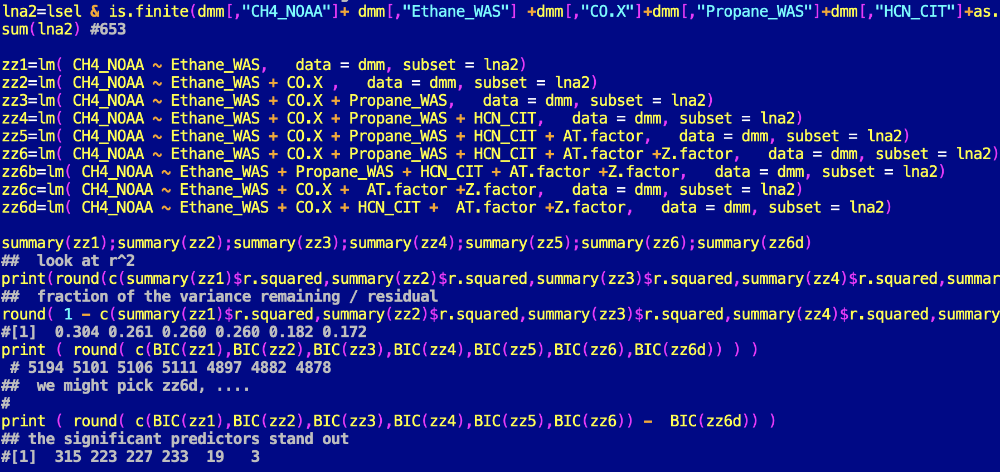 lna2=lsel & is.finite(dmm[,"CH4_NOAA"]+ dmm[,"Ethane_WAS"] +dmm[,"CO.X"]+dmm[,"Propane_WAS"]+dmm[,"HCN_CIT"]+as.
sum(lna2) #653
zz1=lm( CH4_NOAA ~ Ethane_WAS,   data = dmm, subset = lna2)
zz2=lm( CH4_NOAA ~ Ethane_WAS + CO.X ,   data = dmm, subset = lna2)
zz3=lm( CH4_NOAA ~ Ethane_WAS + CO.X + Propane_WAS,   data = dmm, subset = lna2)
zz4=lm( CH4_NOAA ~ Ethane_WAS + CO.X + Propane_WAS + HCN_CIT,   data = dmm, subset = lna2)
zz5=lm( CH4_NOAA ~ Ethane_WAS + CO.X + Propane_WAS + HCN_CIT + AT.factor,   data = dmm, subset = lna2)
zz6=lm( CH4_NOAA ~ Ethane_WAS + CO.X + Propane_WAS + HCN_CIT + AT.factor +Z.factor,   data = dmm, subset = lna2)
zz6b=lm( CH4_NOAA ~ Ethane_WAS + Propane_WAS + HCN_CIT + AT.factor +Z.factor,   data = dmm, subset = lna2)
zz6c=lm( CH4_NOAA ~ Ethane_WAS + CO.X +  AT.factor +Z.factor,   data = dmm, subset = lna2)
zz6d=lm( CH4_NOAA ~ Ethane_WAS + CO.X + HCN_CIT +  AT.factor +Z.factor,   data = dmm, subset = lna2)
summary(zz1);summary(zz2);summary(zz3);summary(zz4);summary(zz5);summary(zz6);summary(zz6d)
##  look at r^2
print(round(c(summary(zz1)$r.squared,summary(zz2)$r.squared,summary(zz3)$r.squared,summary(zz4)$r.squared,summar
##  fraction of the variance remaining / residual
round( 1 - c(summary(zz1)$r.squared,summary(zz2)$r.squared,summary(zz3)$r.squared,summary(zz4)$r.squared,summary
#[1]  0.304 0.261 0.260 0.260 0.182 0.172
print ( round( c(BIC(zz1),BIC(zz2),BIC(zz3),BIC(zz4),BIC(zz5),BIC(zz6),BIC(zz6d)) ) )
# 5194 5101 5106 5111 4897 4882 4878
##  we might pick zz6d, ....
#
print ( round( c(BIC(zz1),BIC(zz2),BIC(zz3),BIC(zz4),BIC(zz5),BIC(zz6)) -  BIC(zz6d)) )
## the significant predictors stand out
#[1]  315 223 227 233  19   3